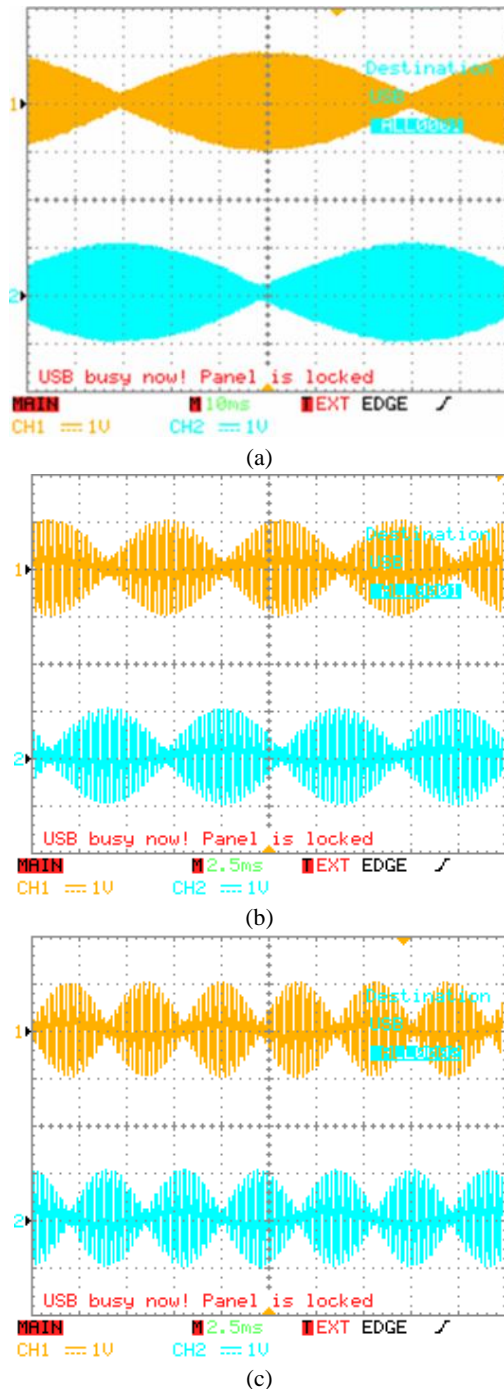 Destination
1 USB
2
USB busy now! Panel is locked
MAIN M 10ms T EXT EDGE
CH1 1V CH2 1V
(a)
Destination
1 USB
2
USB busy now! Panel is locked
MAIN M 2.5ms T EXT EDGE
CH1 1V CH2 1V
(b)
Destination
1 USB
2
USB busy now! Panel is locked
MAIN M 2.5ms T EXT EDGE
CH1 1V CH2 1V
(c)